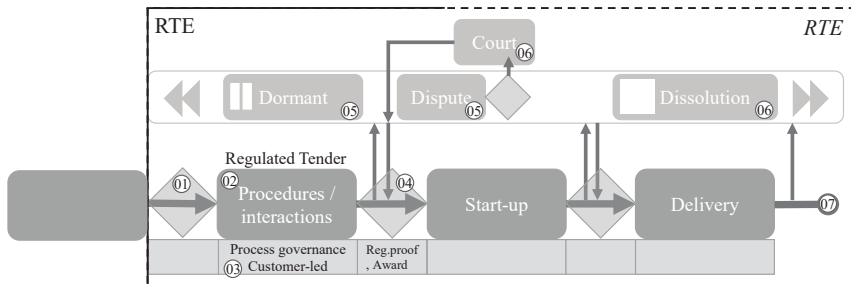 RTE
RTE
Court
06
Dormant
05
Dispute
05
Dissolution
06
Regulated Tender
01
02
Procedures /
interactions
04
Start-up
Delivery
07
Process governance
03 Customer-led
Reg.proof
, Award